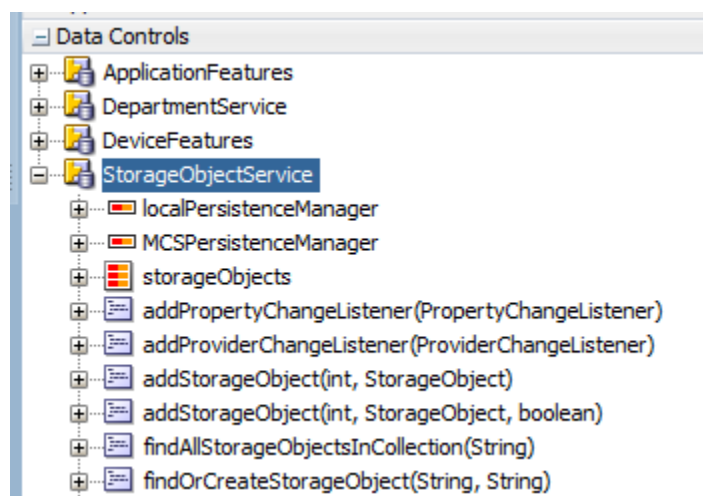 Data Controls
ApplicationFeatures
DepartmentService
DeviceFeatures
StorageObjectService
localPersistenceManager
MCSPersistenceManager
storageObjects
addPropertyChangeListener(PropertyChangeListener)
addProviderChangeListener(ProviderChangeListener)
addStorageObject(int, StorageObject)
addStorageObject(int, StorageObject, boolean)
findAllStorageObjectsInCollection(String)
findOrCreateStorageObject(String, String)